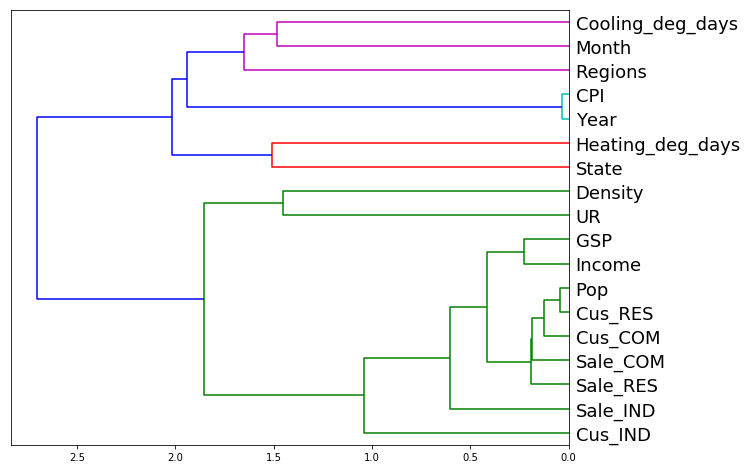 Cooling_deg_days
Month
Regions
CPI
Year
Heating_deg_days
State
Density
UR
GSP
Income
Pop
Cus_RES
Cus_COM
Sale_COM
Sale_RES
Sale_IND
Cus_IND
2.5 2.0 1.5 1.0 0.5 0.0